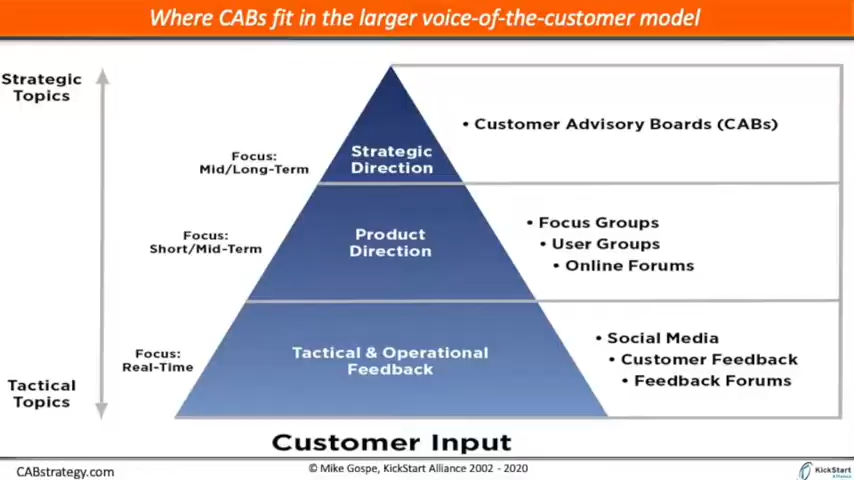 Where CABs fit in the larger voice-of-the-customer model
Strategic
Topics
• Customer Advisory Boards (CABs)
Focus:
Mid/Long-Term
Strategic
Direction
Focus:
Short/Mid-Term
Product
Direction
• Focus Groups
• User Groups
• Online Forums
Focus:
Real-Time
Tactical & Operational
Feedback
• Social Media
• Customer Feedback
• Feedback Forums
Tactical
Topics
Customer Input
CABstrategy.com
© Mike Gospe, KickStart Alliance 2002 - 2020
KickStart
Alliance